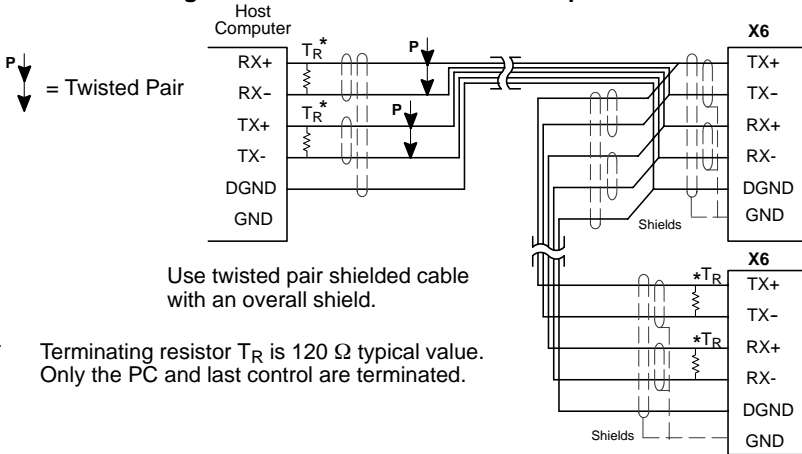 Host
Computer
X6
P
= Twisted Pair
RX+
TR*
P
TX+
RX-
TX-
TX+
TR*
P
RX+
TX-
RX-
DGND
DGND
GND
Shields
GND
X6
Use twisted pair shielded cable
with an overall shield.
*TR
TX+
TX-
Terminating resistor TR is 120 Ω typical value.
Only the PC and last control are terminated.
*TR
RX+
RX-
DGND
Shields
GND